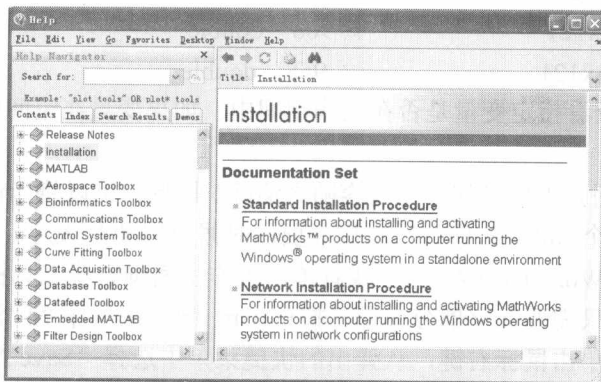 Help
File Edit View Go Favorites Desktop Window Help
Help Navigator
Search for:
Example: "plot tools" OR plot* tools
Contents Index Search Results Demos
Release Notes
Installation
MATLAB
Aerospace Toolbox
Bioinformatics Toolbox
Communications Toolbox
Control System Toolbox
Curve Fitting Toolbox
Data Acquisition Toolbox
Database Toolbox
Datafeed Toolbox
Embedded MATLAB
Filter Design Toolbox
Title: Installation
Installation
Documentation Set
Standard Installation Procedure
For information about installing and activating
MathWorks™ products on a computer running the
Windows® operating system in a standalone environment
Network Installation Procedure
For information about installing and activating MathWorks
products on a computer running the Windows operating
system in network configurations